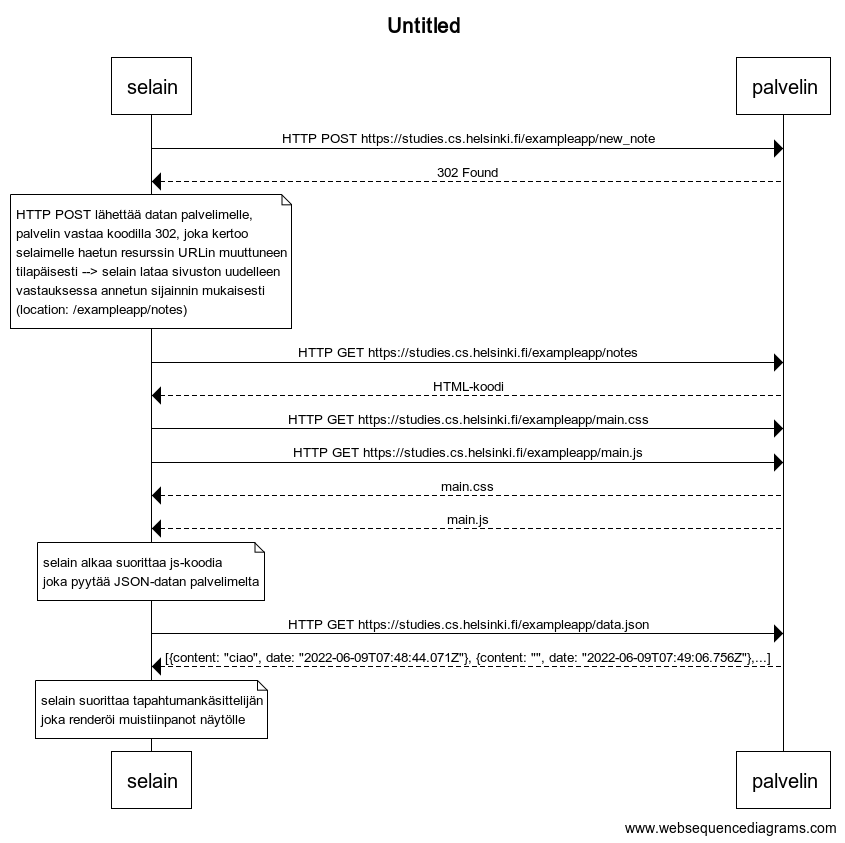 Untitled
selain
palvelin
HTTP POST https://studies.cs.helsinki.fi/exampleapp/new_note
302 Found
HTTP POST lähettää datan palvelimelle,
palvelin vastaa koodilla 302, joka kertoo
selaimelle haetun resurssin URLin muuttuneen
tilapäisesti --> selain lataa sivuston uudelleen
vastauksessa annetun sijainnin mukaisesti
(location: /exampleapp/notes)
HTTP GET https://studies.cs.helsinki.fi/exampleapp/notes
HTML-koodi
HTTP GET https://studies.cs.helsinki.fi/exampleapp/main.css
HTTP GET https://studies.cs.helsinki.fi/exampleapp/main.js
main.css
main.js
selain alkaa suorittaa js-koodia
joka pyytää JSON-datan palvelimelta
HTTP GET https://studies.cs.helsinki.fi/exampleapp/data.json
[{content: "ciao", date: "2022-06-09T07:48:44.071Z"}, {content: "", date: "2022-06-09T07:49:06.756Z"},...]
selain suorittaa tapahtumankäsittelijän
joka renderöi muistiinpanot näytölle
selain
palvelin
www.websequencediagrams.com